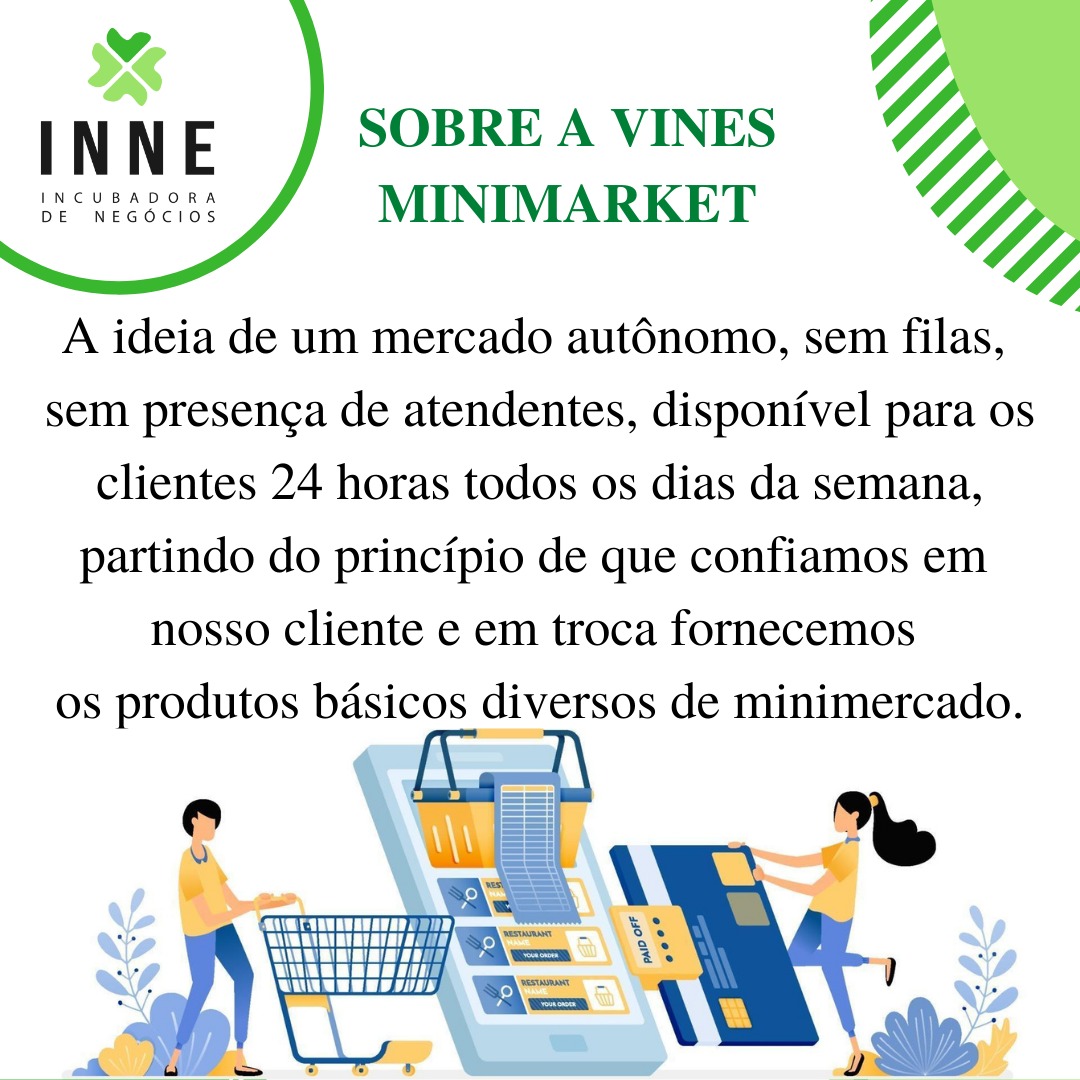 INNE
INCUBADORA
DE NEGÓCIOS
SOBRE A VINES
MINIMARKET
A ideia de um mercado autônomo, sem filas,
sem presença de atendentes, disponível para os
clientes 24 horas todos os dias da semana,
partindo do princípio de que confiamos em
nosso cliente e em troca fornecemos
os produtos básicos diversos de minimercado.
RESTAURANT
NAME
YOUR ORDER
RESTAURANT
NAME
YOUR ORDER
PAID OFF